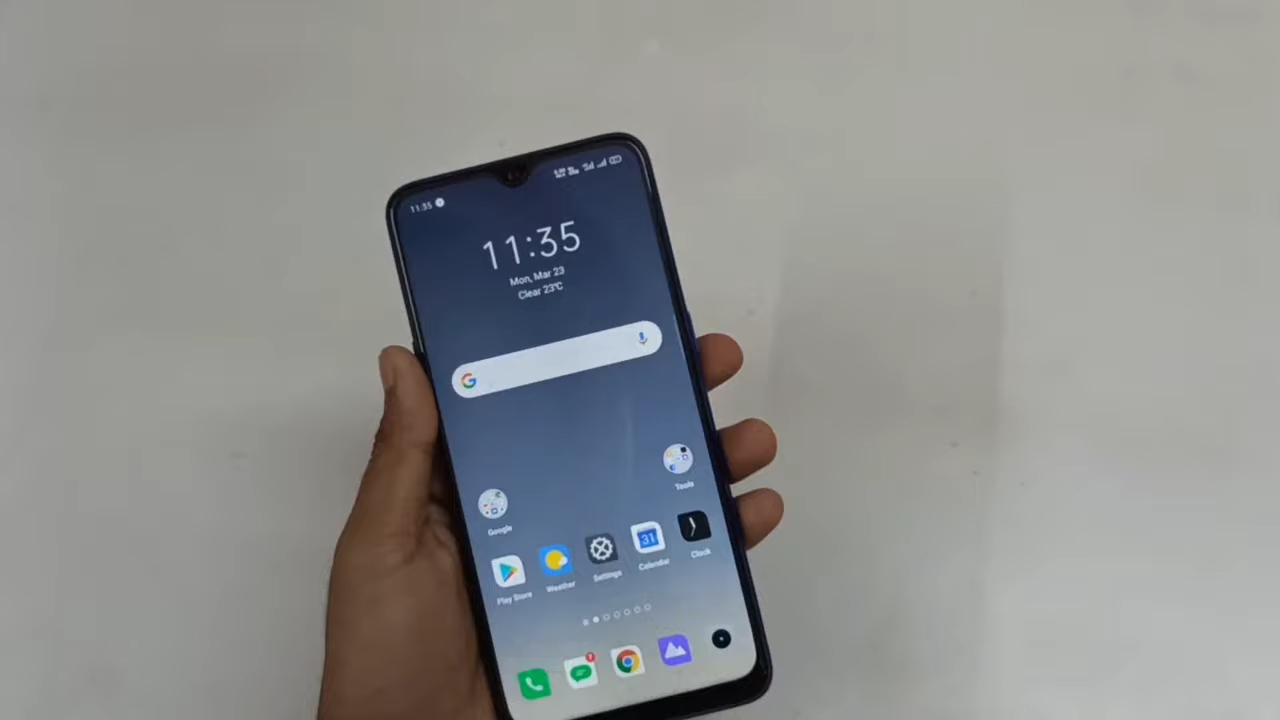 11:35
11:35
Mon, Mar 23
Clear 23°C
Tools
Google
Play Store
Weather
Settings
31
Calendar
Clock